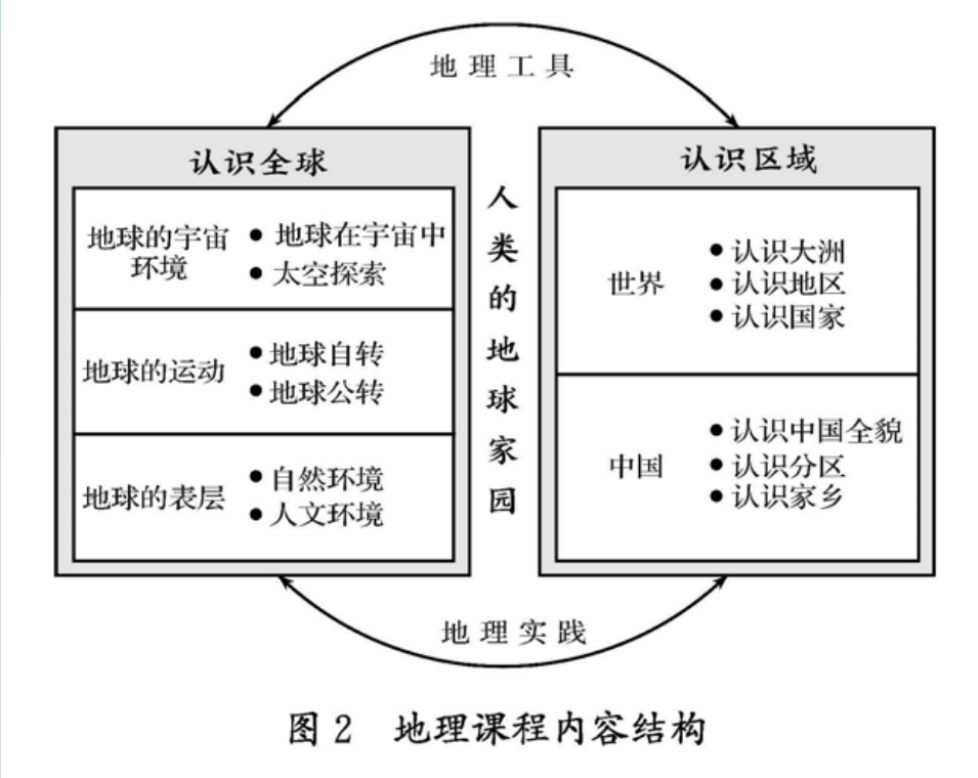 地理工具
认识全球
地球的宇宙
环境
● 地球在宇宙中
● 太空探索
地球的运动
● 地球自转
● 地球公转
地球的表层
● 自然环境
● 人文环境
人类的地球家园
认识区域
世界
● 认识大洲
● 认识地区
● 认识国家
中国
● 认识中国全貌
● 认识分区
● 认识家乡
地理实践
图 2 地理课程内容结构